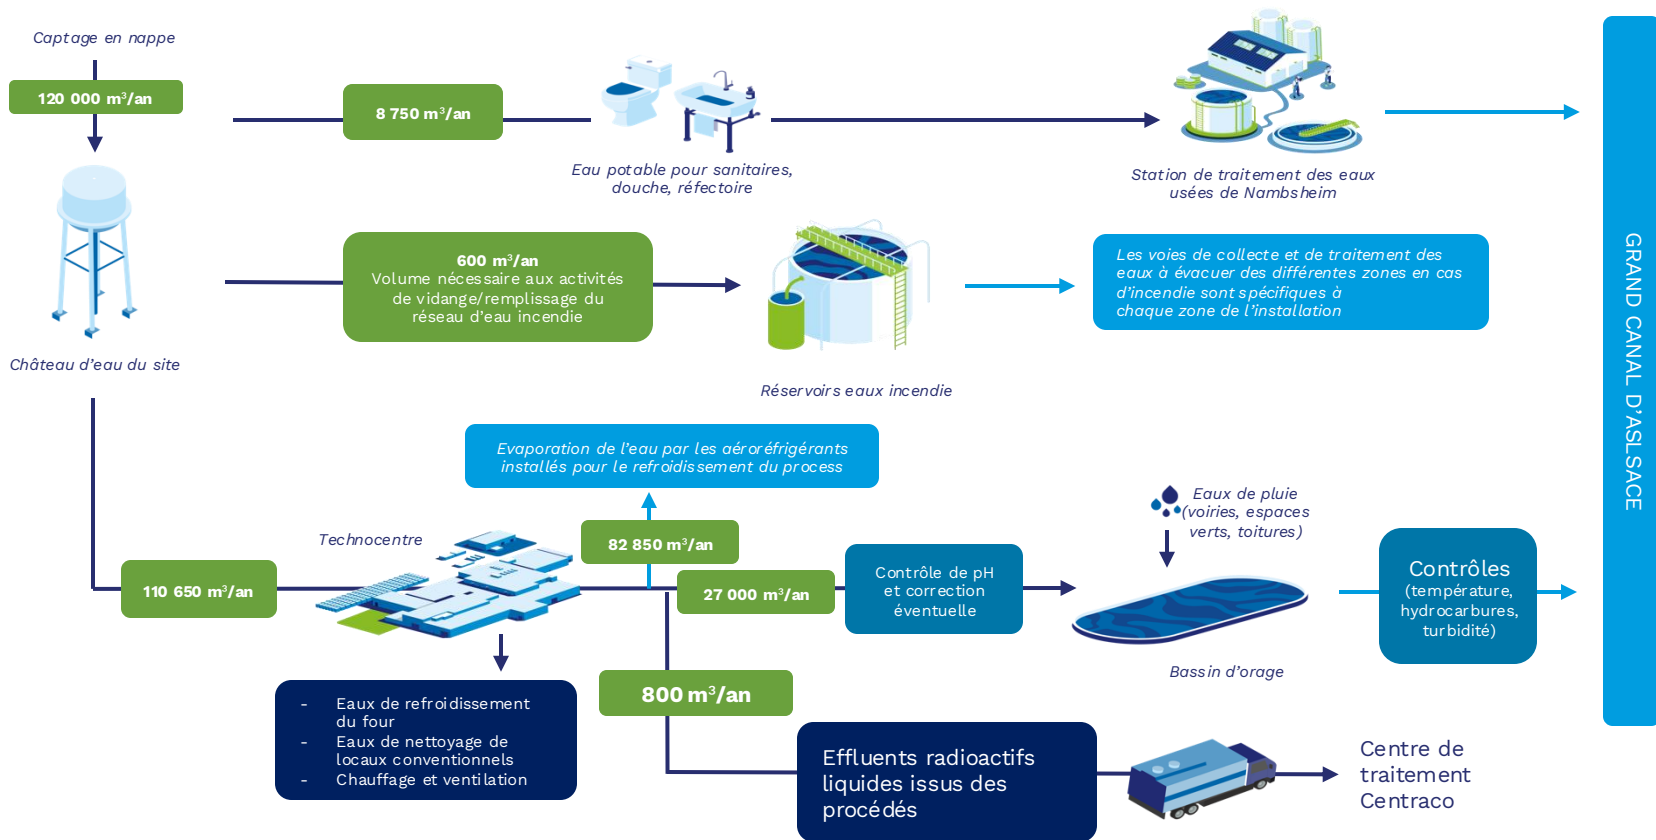 Captage en nappe
120 000 m³/an
8 750 m³/an
Eau potable pour sanitaires,
douche, réfectoire
Station de traitement des eaux
usées de Nambsheim
600 m³/an
Volume nécessaire aux activités
de vidange/remplissage du
réseau d'eau incendie
Réservoirs eaux incendie
Les voies de collecte et de traitement des
eaux à évacuer des différentes zones en cas
d'incendie sont spécifiques à
chaque zone de l'installation
Château d'eau du site
Evaporation de l'eau par les aéroréfrigérants
installés pour le refroidissement du process
82 850 m³/an
Technocentre
110 650 m³/an
27 000 m³/an
Contrôle de pH
et correction
éventuelle
Eaux de pluie
(voiries, espaces
verts, toitures)
Bassin d'orage
Contrôles
(température,
hydrocarbures,
turbidité)
- Eaux de refroidissement
du four
- Eaux de nettoyage de
locaux conventionnels
- Chauffage et ventilation
800 m³/an
Effluents radioactifs
liquides issus des
procédés
Centre de
traitement
Centraco
GRAND CANAL D'ASLSACE